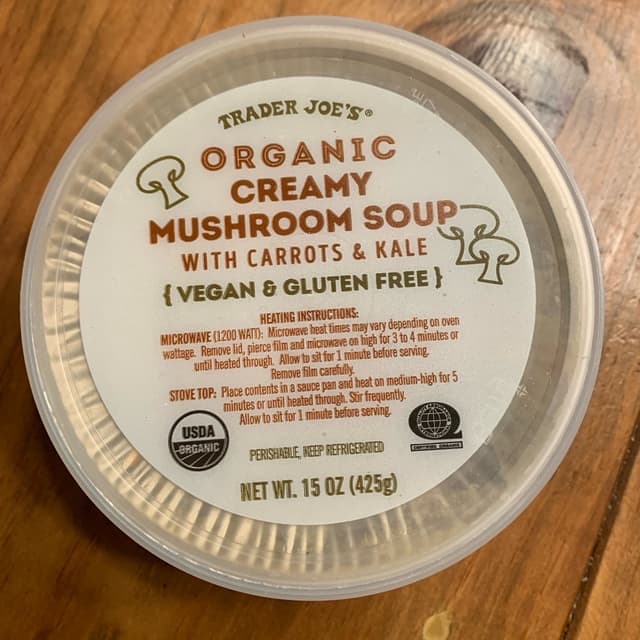 TRADER JOE'S®
ORGANIC
CREAMY
MUSHROOM SOUP
WITH CARROTS & KALE
{ VEGAN & GLUTEN FREE }
HEATING INSTRUCTIONS:
MICROWAVE (1200 WATT): Microwave heat times may vary depending on oven
wattage. Remove lid, pierce film and microwave on high for 3 to 4 minutes or
until heated through. Allow to sit for 1 minute before serving.
Remove film carefully.
STOVE TOP: Place contents in a sauce pan and heat on medium-high for 5
minutes or until heated through. Stir frequently.
Allow to sit for 1 minute before serving.
USDA
ORGANIC
PERISHABLE, KEEP REFRIGERATED
NET WT. 15 OZ (425g)